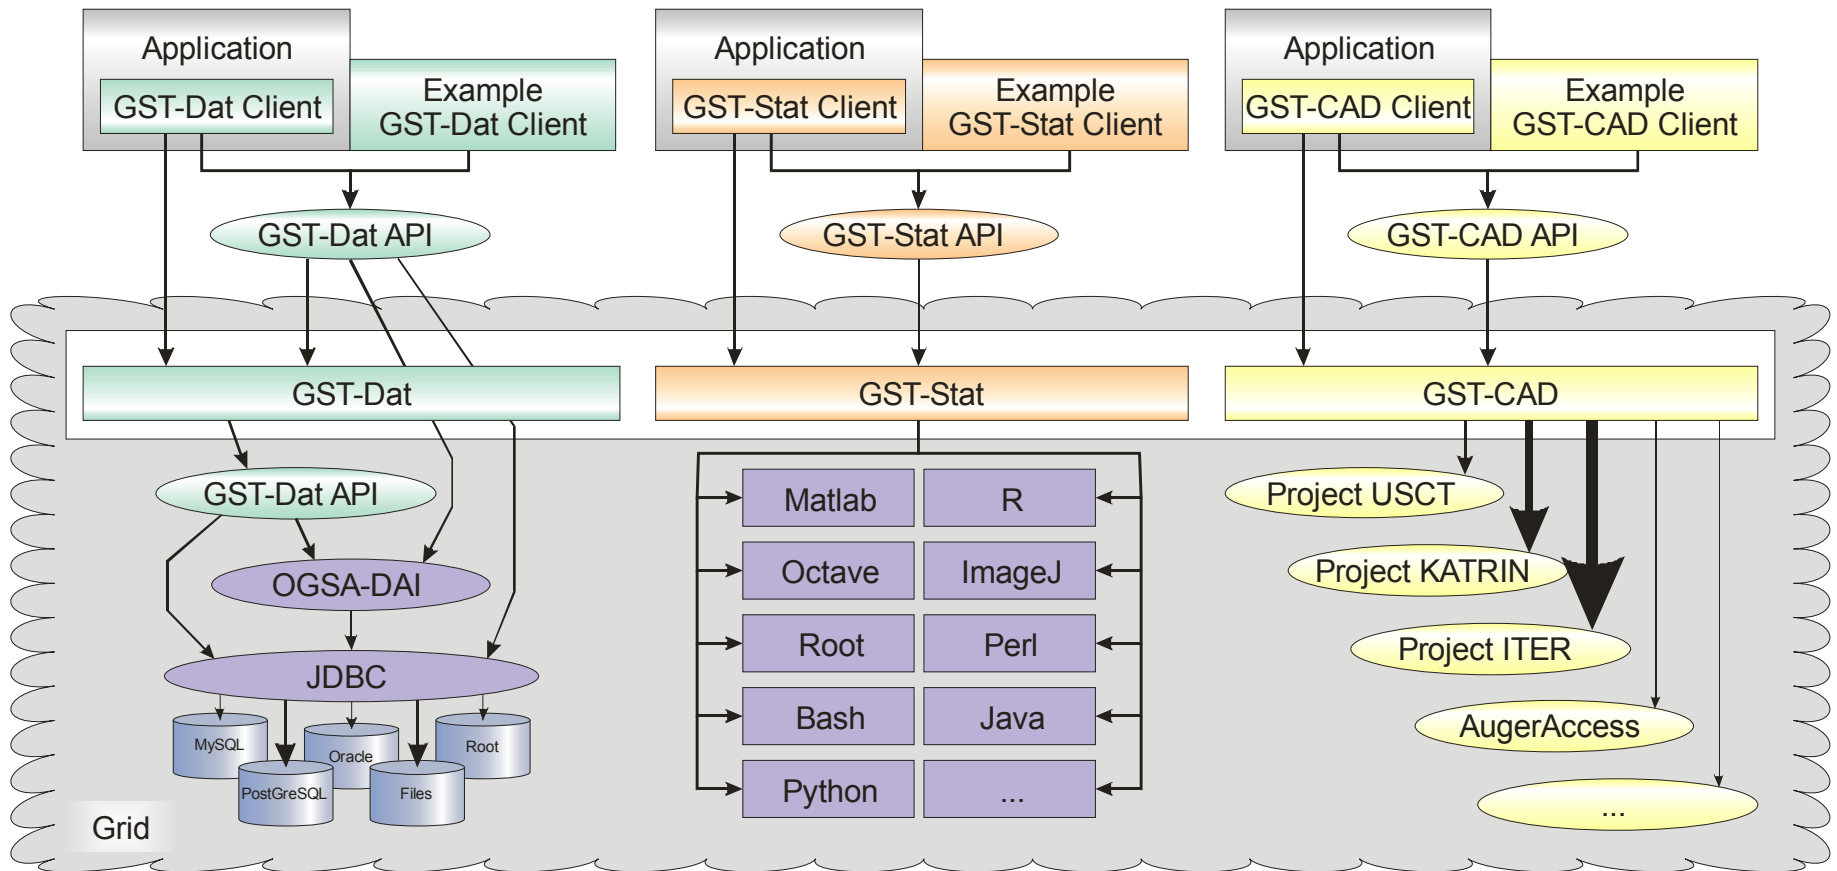 Application
GST-Dat Client
Example
GST-Dat Client
Application
GST-Stat Client
Example
GST-Stat Client
Application
GST-CAD Client
Example
GST-CAD Client
GST-Dat API
GST-Stat API
GST-CAD API
GST-Dat
GST-Stat
GST-CAD
GST-Dat API
OGSA-DAI
JDBC
MySQL
Oracle
Root
PostGreSQL
Files
Grid
Matlab
R
Octave
ImageJ
Root
Perl
Bash
Java
Python
...
Project USCT
Project KATRIN
Project ITER
AugerAccess
...